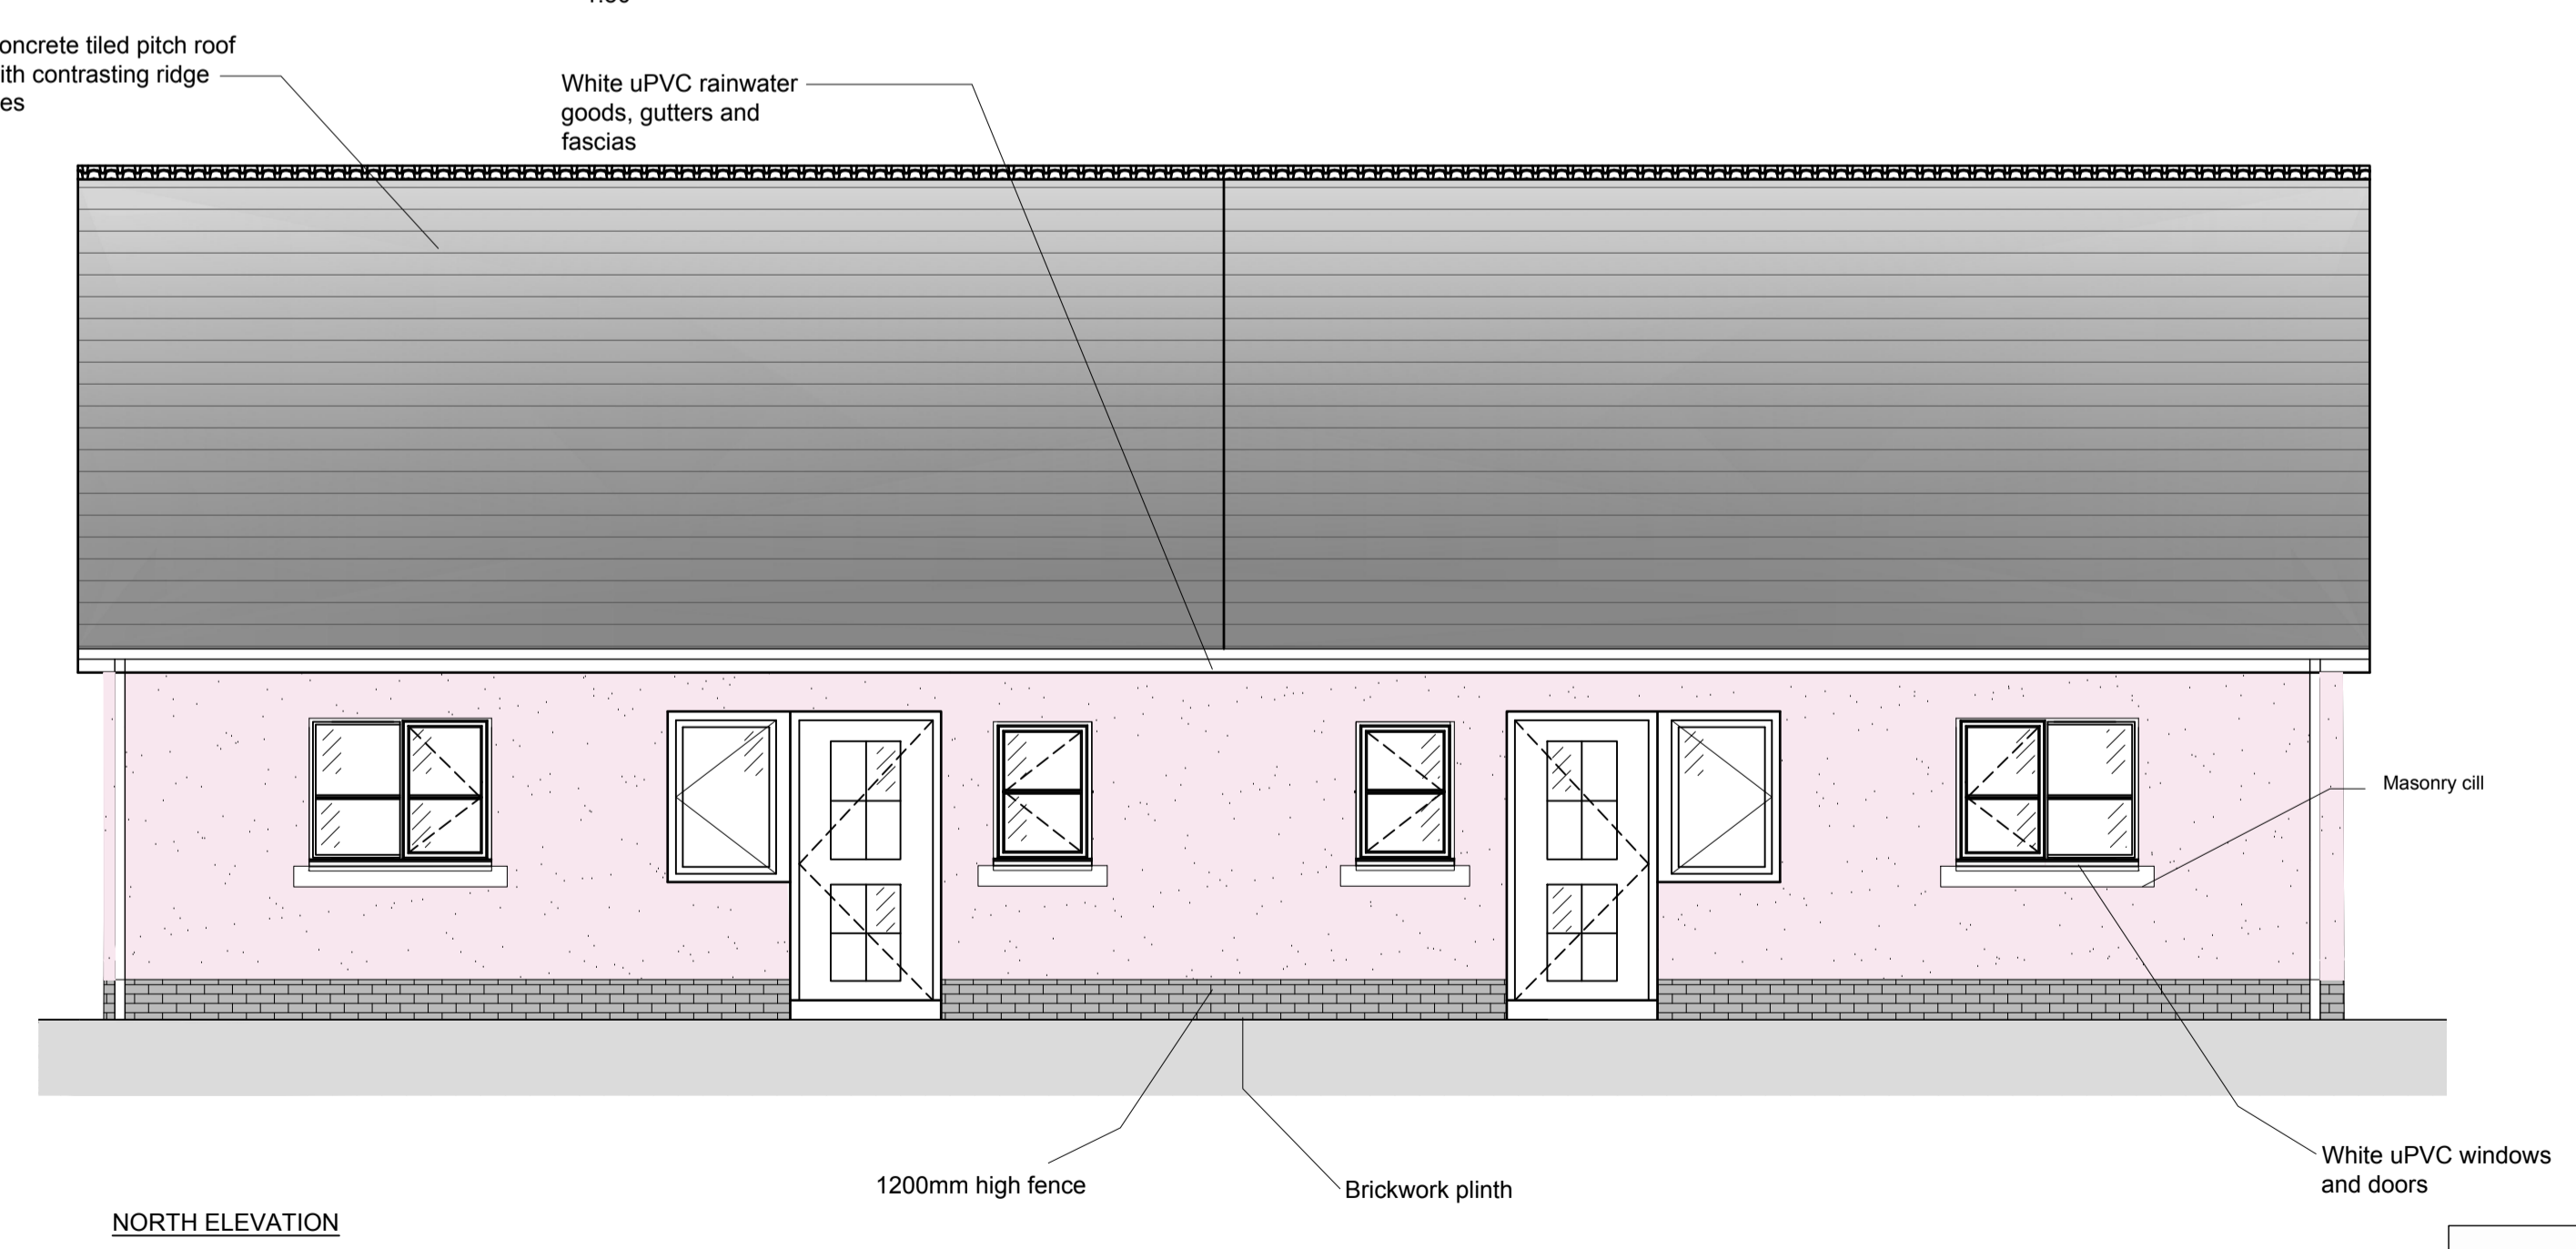 oncrete tiled pitch roof
ith contrasting ridge
es
White uPVC rainwater
goods, gutters and
fascias
Masonry cill
1200mm high fence
Brickwork plinth
White uPVC windows
and doors
NORTH ELEVATION